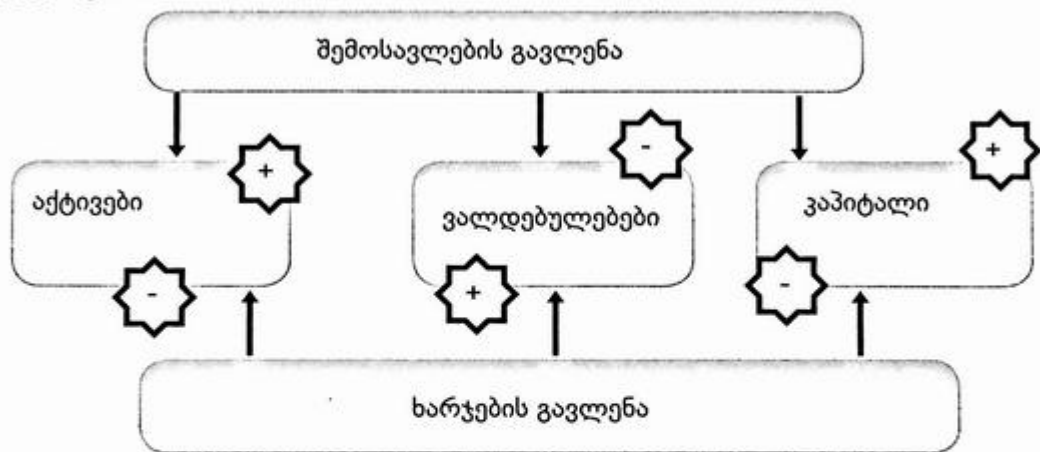 შემოსავლების გავლენა
აქტივები
+
-
ვალდებულებები
-
+
კაპიტალი
+
-
ხარჯების გავლენა